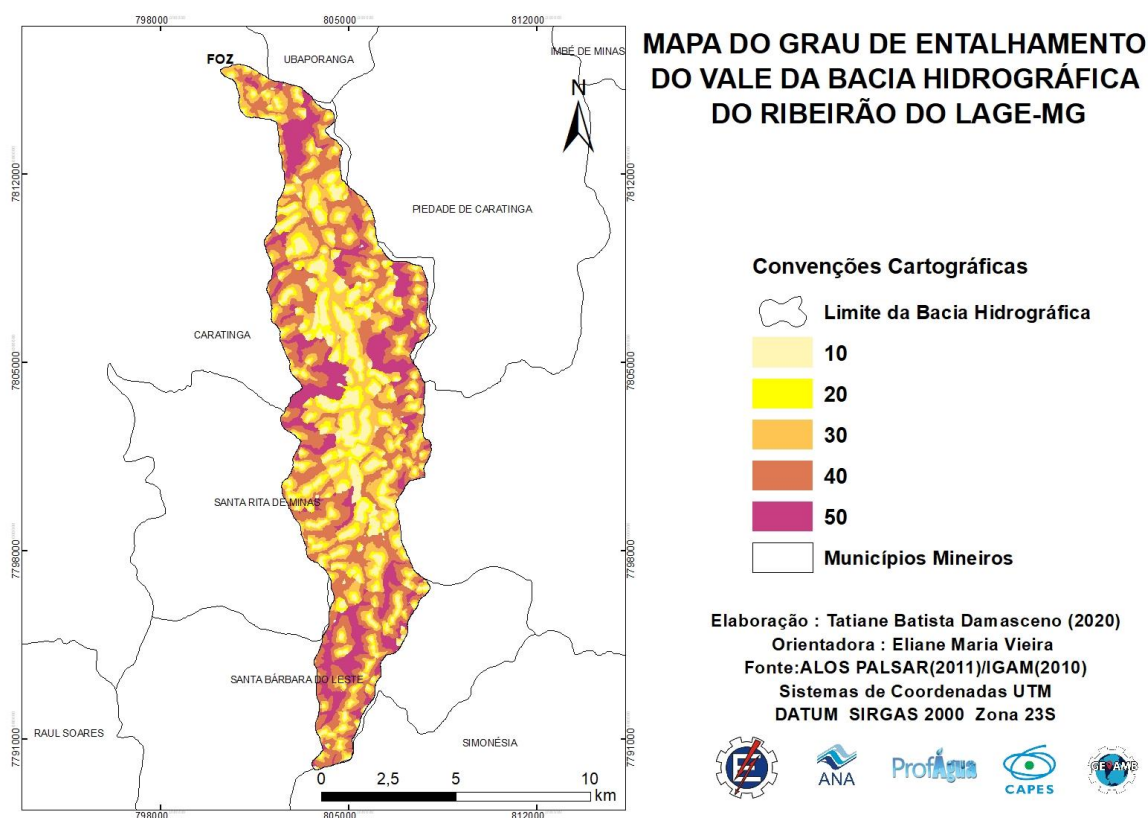 798000
805000
812000
MAPA DO GRAU DE ENTALHAMENTO
DO VALE DA BACIA HIDROGRÁFICA
DO RIBEIRÃO DO LAGE-MG
FOZ
UBAPORANGA
IMBÉ DE MINAS
N
7812000
7812000
PIEDADE DE CARATINGA
CARATINGA
7805000
7805000
SANTA RITA DE MINAS
7798000
7798000
SANTA BÁRBARA DO LESTE
RAUL SOARES
SIMONÉSIA
7791000
7791000
0
2,5
5
10
km
798000
805000
812000
Convenções Cartográficas
Limite da Bacia Hidrográfica
10
20
30
40
50
Municípios Mineiros
Elaboração : Tatiane Batista Damasceno (2020)
Orientadora : Eliane Maria Vieira
Fonte:ALOS PALSAR(2011)/IGAM(2010)
Sistemas de Coordenadas UTM
DATUM SIRGAS 2000 Zona 23S
ANA
ProfÁgua
CAPES